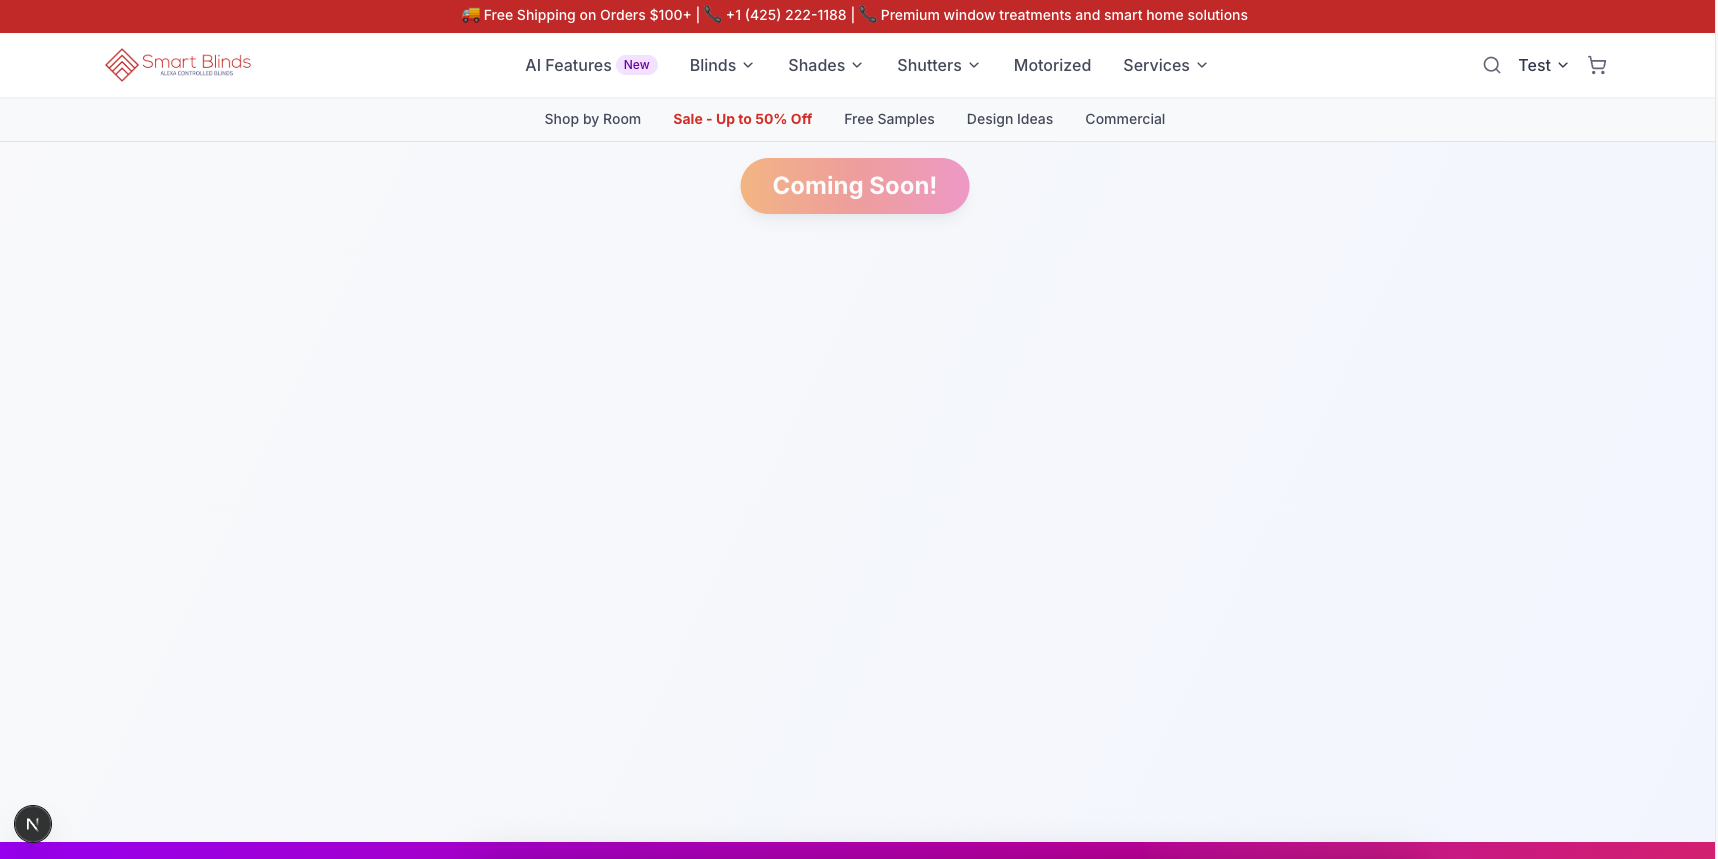 🚚 Free Shipping on Orders $100+ | 📞 +1 (425) 222-1188 | 📞 Premium window treatments and smart home solutions
Smart Blinds
ALEXA CONTROLLED BLINDS
AI Features New Blinds Shades Shutters Motorized Services Test
Shop by Room Sale - Up to 50% Off Free Samples Design Ideas Commercial
Coming Soon!
N